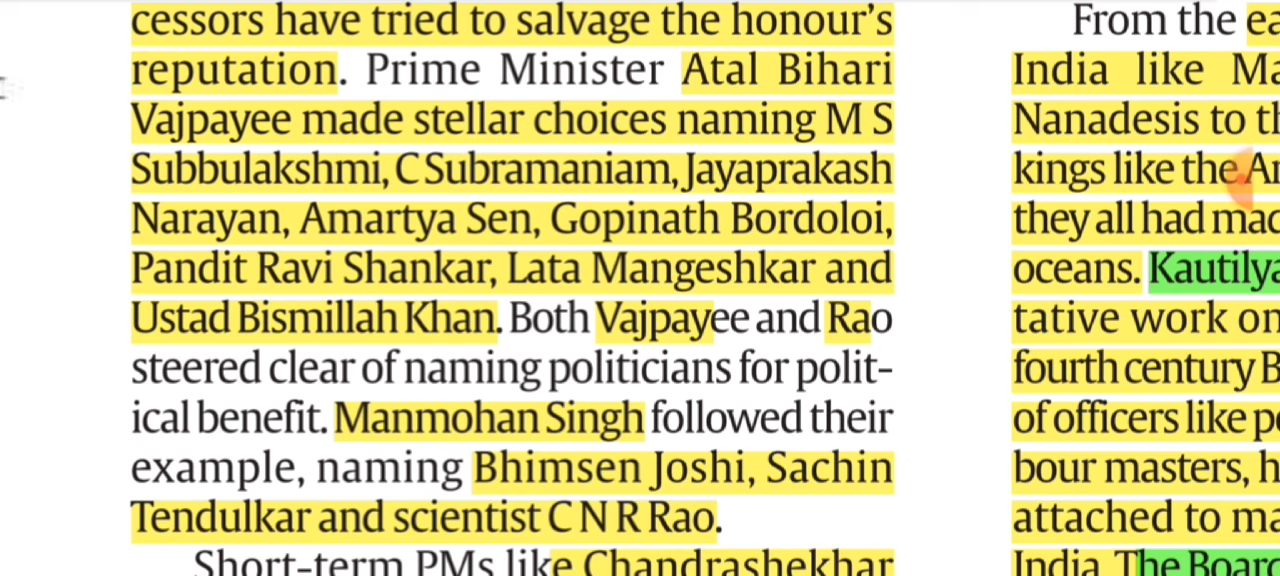 cessors have tried to salvage the honour's
reputation. Prime Minister Atal Bihari
Vajpayee made stellar choices naming M S
Subbulakshmi, C Subramaniam, Jayaprakash
Narayan, Amartya Sen, Gopinath Bordoloi,
Pandit Ravi Shankar, Lata Mangeshkar and
Ustad Bismillah Khan. Both Vajpayee and Rao
steered clear of naming politicians for polit-
ical benefit. Manmohan Singh followed their
example, naming Bhimsen Joshi, Sachin
Tendulkar and scientist C N R Rao.
Short-term PMs like Chandrashekhar
From the
India like
Nanadesis to
kings like the
they all had
oceans. Kautilya
tative work on
fourth century B
of officers like
bour masters,
attached to
India. The Board